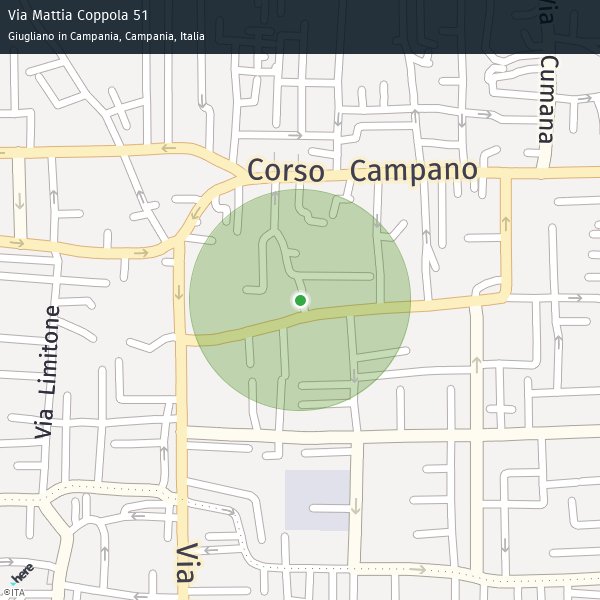 Via Mattia Coppola 51
Giugliano in Campania, Campania, Italia
Via
Cumana
Corso Campano
Via Limitone
Via
here
©ITA